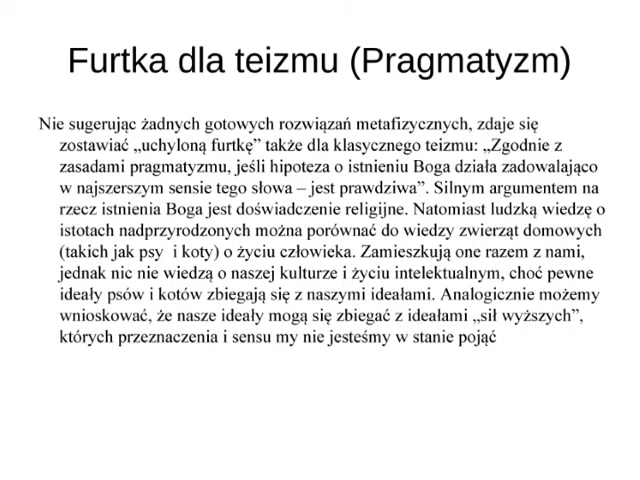 Furtka dla teizmu (Pragmatyzm)
Nie sugerując żadnych gotowych rozwiązań metafizycznych, zdaje się
zostawiać „uchyloną furtkę” także dla klasycznego teizmu: „Zgodnie z
zasadami pragmatyzmu, jeśli hipoteza o istnieniu Boga działa zadowalająco
w najszerszym sensie tego słowa – jest prawdziwa”. Silnym argumentem na
rzecz istnienia Boga jest doświadczenie religijne. Natomiast ludzką wiedzę o
istotach nadprzyrodzonych można porównać do wiedzy zwierząt domowych
(takich jak psy i koty) o życiu człowieka. Zamieszkują one razem z nami,
jednak nic nie wiedzą o naszej kulturze i życiu intelektualnym, choć pewne
ideały psów i kotów zbiegają się z naszymi ideałami. Analogicznie możemy
wnioskować, że nasze ideały mogą się zbiegać z ideałami „sił wyższych”,
których przeznaczenia i sensu my nie jesteśmy w stanie pojąć